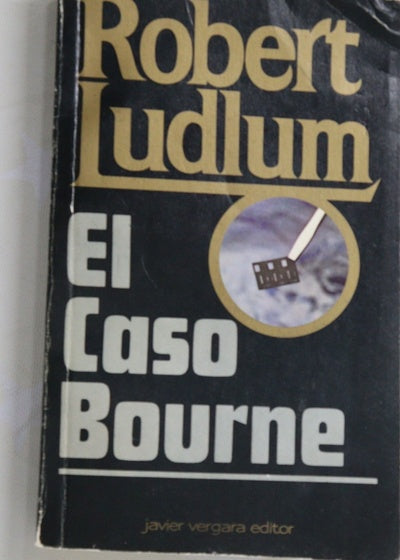 Robert
Ludlum
El
Caso
Bourne
javier vergara editor